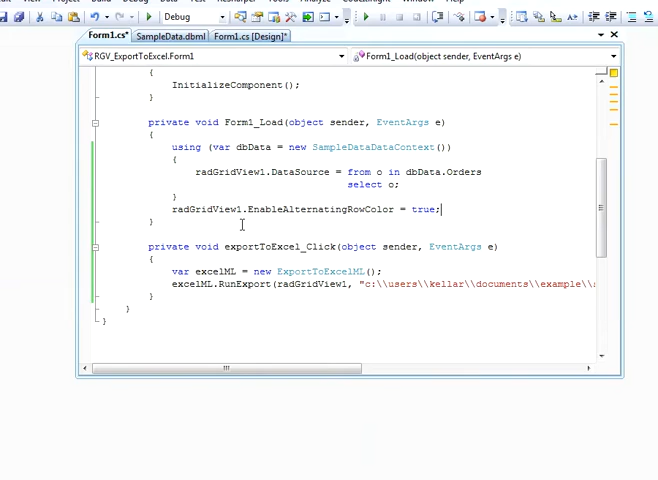 Debug
Form1.cs*
SampleData.dbml
Form1.cs [Design]*
RGV_ExportToExcel.Form1
Form1_Load(object sender, EventArgs e)
{
InitializeComponent();
}
private void Form1_Load(object sender, EventArgs e)
{
using (var dbData = new SampleDataDataContext())
{
radGridView1.DataSource = from o in dbData.Orders
select o;
}
radGridView1.EnableAlternatingRowColor = true;
}
private void exportToExcel_Click(object sender, EventArgs e)
{
var excelML = new ExportToExcelML();
excelML.RunExport(radGridView1, "c:\\users\\kellar\\documents\\example\\
}
}
}